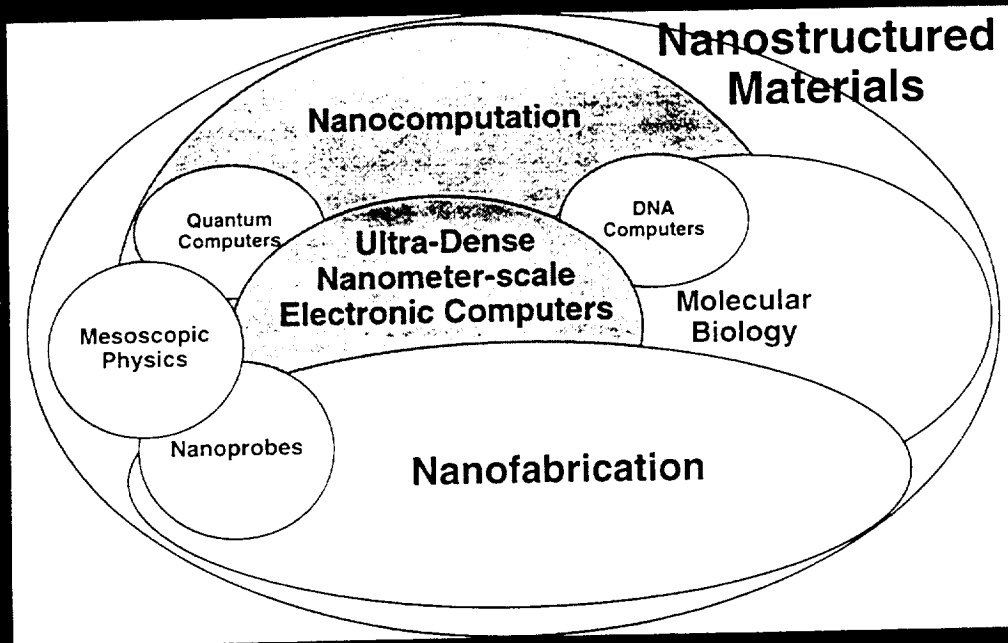 Nanostructured
Materials
Nanocomputation
Quantum
Computers
DNA
Computers
Ultra-Dense
Nanometer-scale
Electronic Computers
Molecular
Biology
Mesoscopic
Physics
Nanoprobes
Nanofabrication